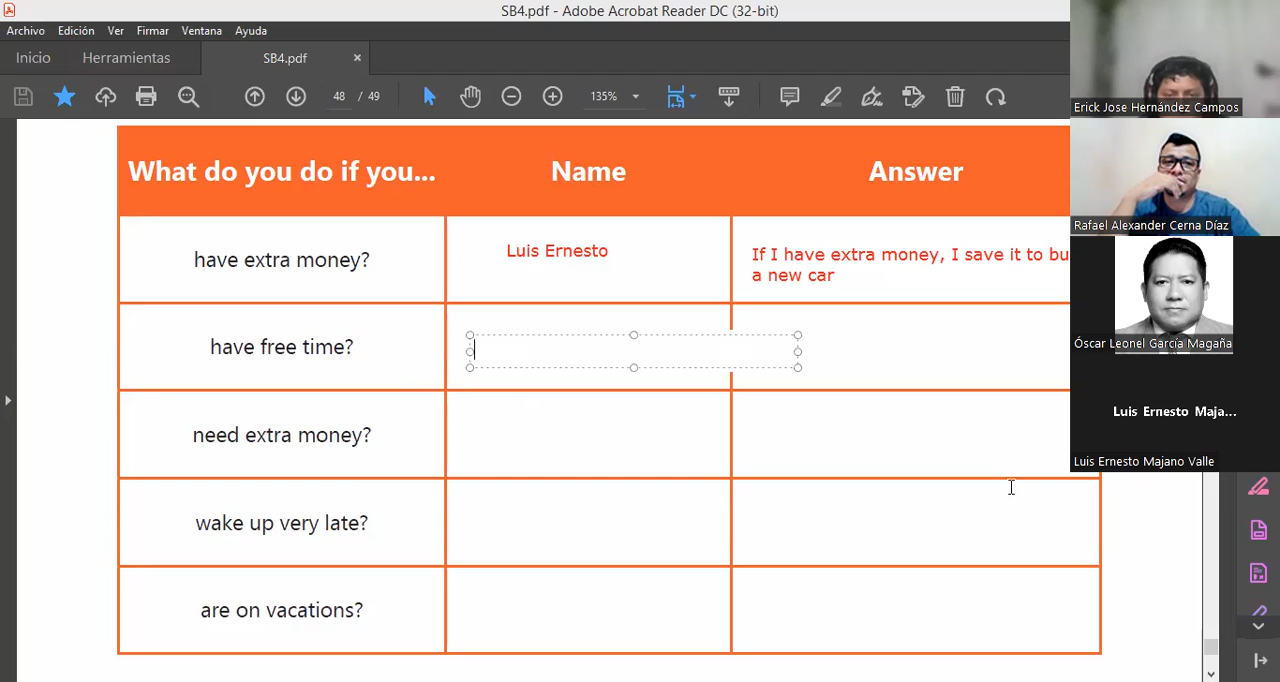 SB4.pdf - Adobe Acrobat Reader DC (32-bit)
Archivo Edición Ver Firmar Ventana Ayuda
Inicio Herramientas SB4.pdf ×
48 / 49 135%
What do you do if you... Name Answer
have extra money? Luis Ernesto If I have extra money, I save it to bu
a new car
have free time?
need extra money?
wake up very late?
are on vacations?
Erick Jose Hernández Campos
Rafael Alexander Cerna Díaz
Óscar Leonel García Magaña
Luis Ernesto Maja...
Luis Ernesto Majano Valle